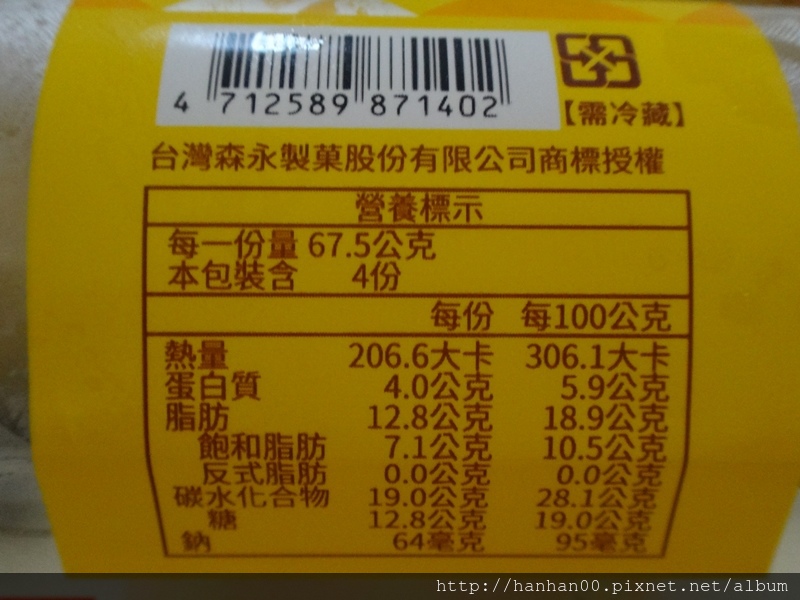 4 712589 871402
【需冷藏】
台灣森永製菓股份有限公司商標授權
營養標示
每一份量 67.5公克
本包裝含 4份
每份 每100公克
熱量 206.6大卡 306.1大卡
蛋白質 4.0公克 5.9公克
脂肪 12.8公克 18.9公克
飽和脂肪 7.1公克 10.5公克
反式脂肪 0.0公克 0.0公克
碳水化合物 19.0公克 28.1公克
糖 12.8公克 19.0公克
鈉 64毫克 95毫克
http://hanhan00.pixnet.net/album